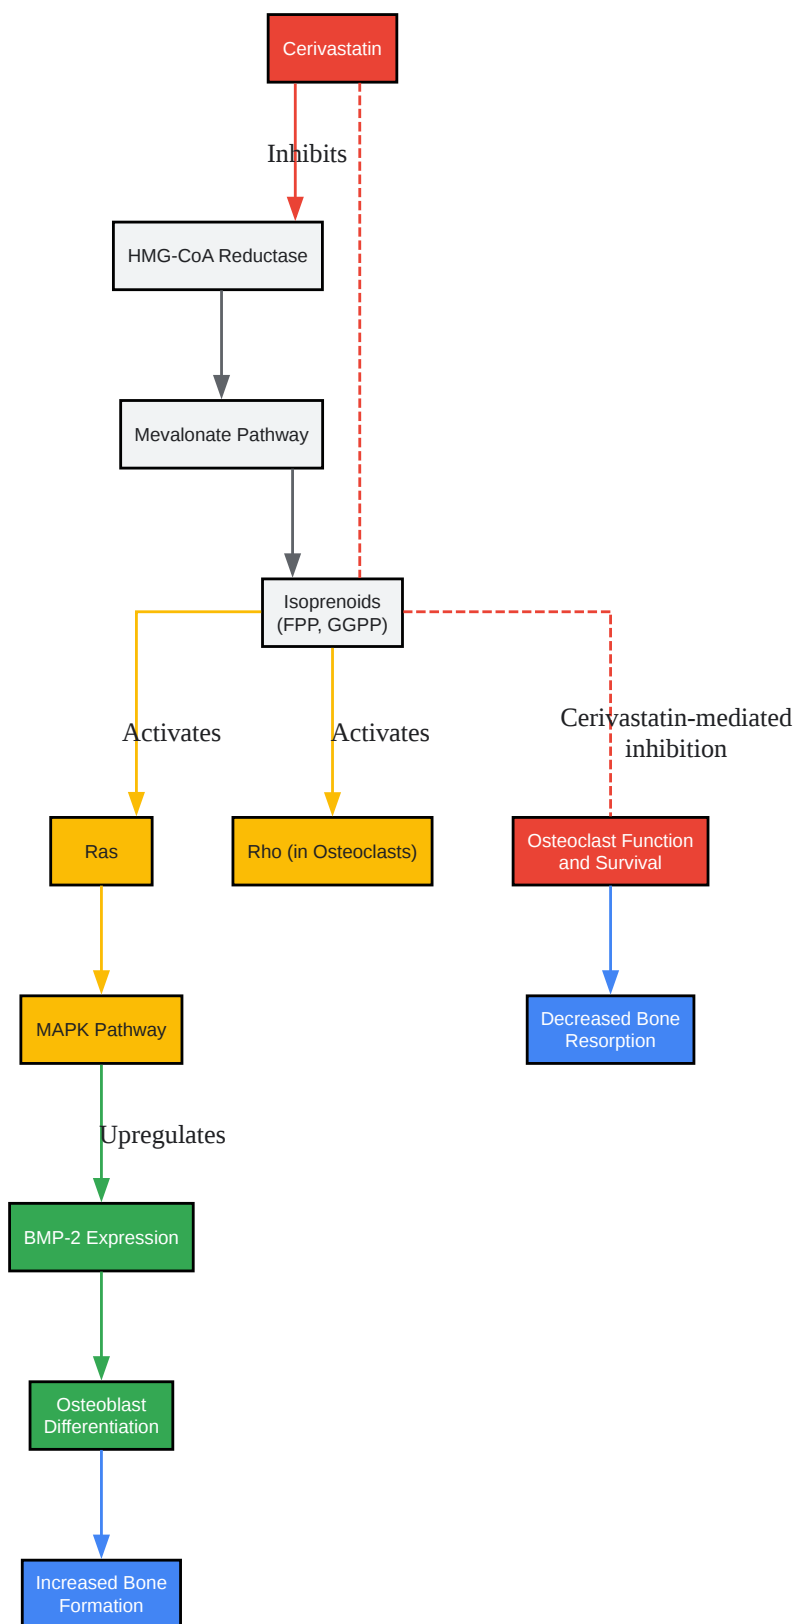 Cerivastatin
Inhibits
HMG-CoA Reductase
Mevalonate Pathway
Isoprenoids
(FPP, GGPP)
Activates
Activates
Cerivastatin-mediated
inhibition
Ras
Rho (in Osteoclasts)
Osteoclast Function
and Survival
MAPK Pathway
Decreased Bone
Resorption
Upregulates
BMP-2 Expression
Osteoblast
Differentiation
Increased Bone
Formation